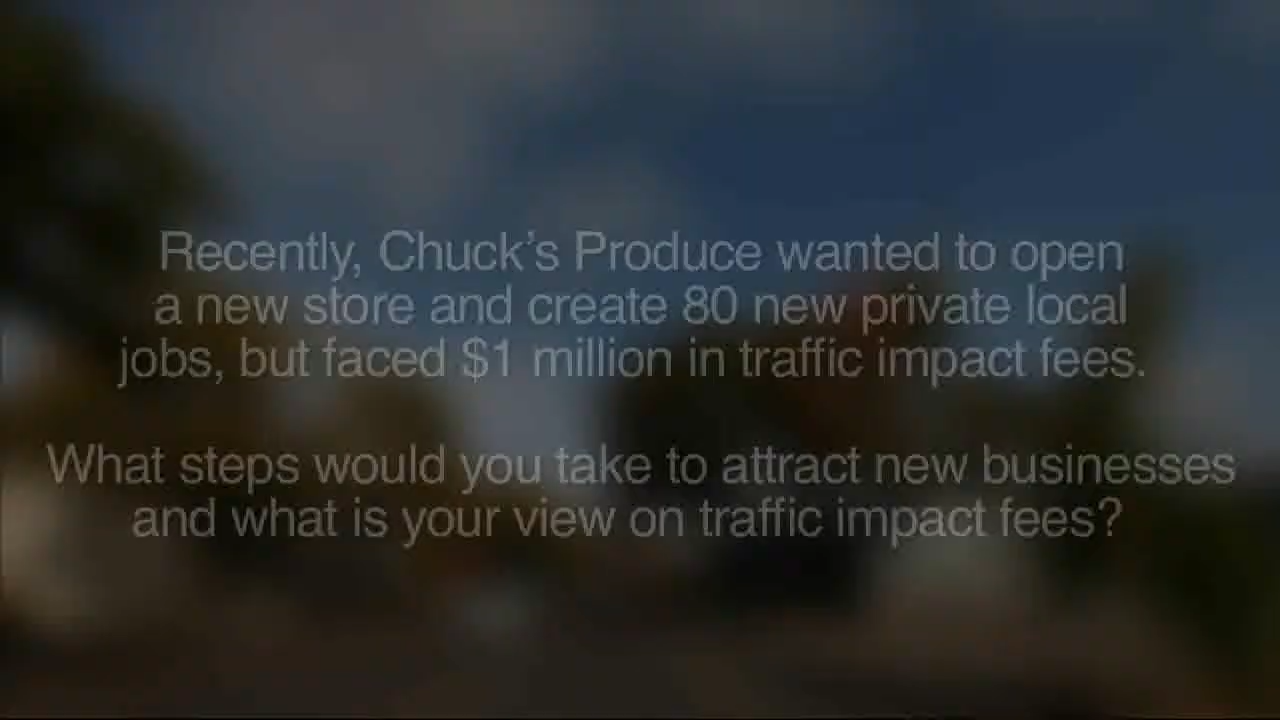 Recently, Chuck’s Produce wanted to open
a new store and create 80 new private local
jobs, but faced $1 million in traffic impact fees.
What steps would you take to attract new businesses
and what is your view on traffic impact fees?